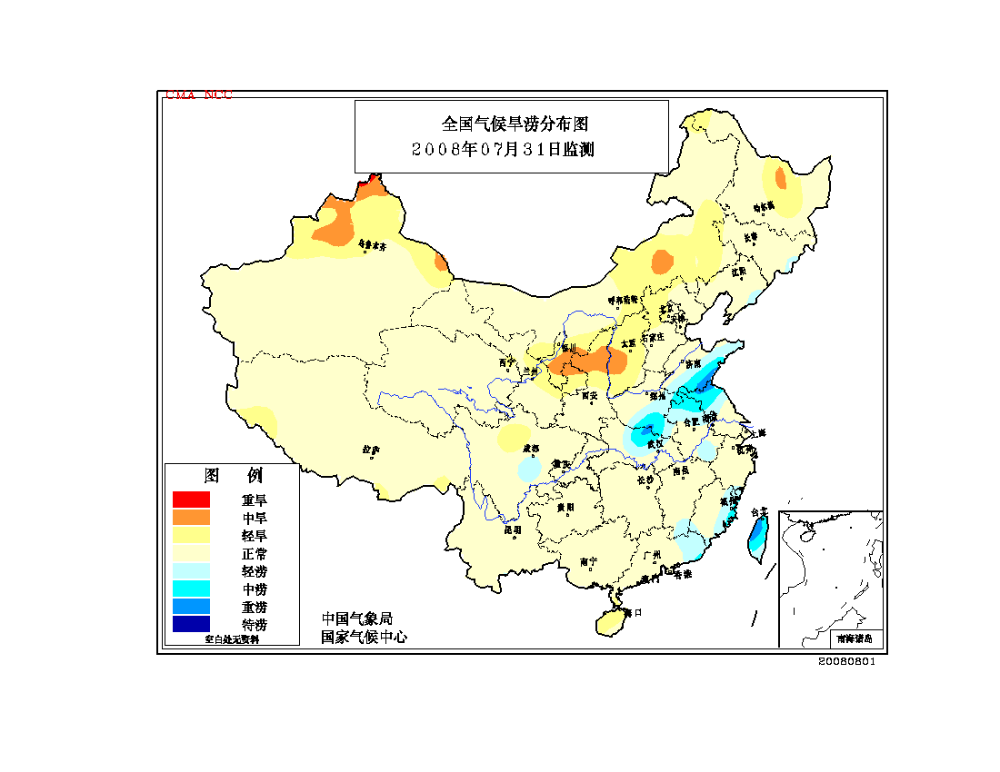 CMA NCC
全国气候旱涝分布图
2008年07月31日监测
哈尔滨
长春
乌鲁木齐
沈阳
呼和浩特
北京
天津
银川
太原
石家庄
西宁
兰州
济南
西安
郑州
合肥
南京
上海
拉萨
成都
武汉
杭州
重庆
长沙
南昌
贵阳
福州
台北
昆明
南宁
广州
澳门
香港
海口
图 例
重旱
中旱
轻旱
正常
轻涝
中涝
重涝
特涝
空白处无资料
中国气象局
国家气候中心
南海诸岛
20080801